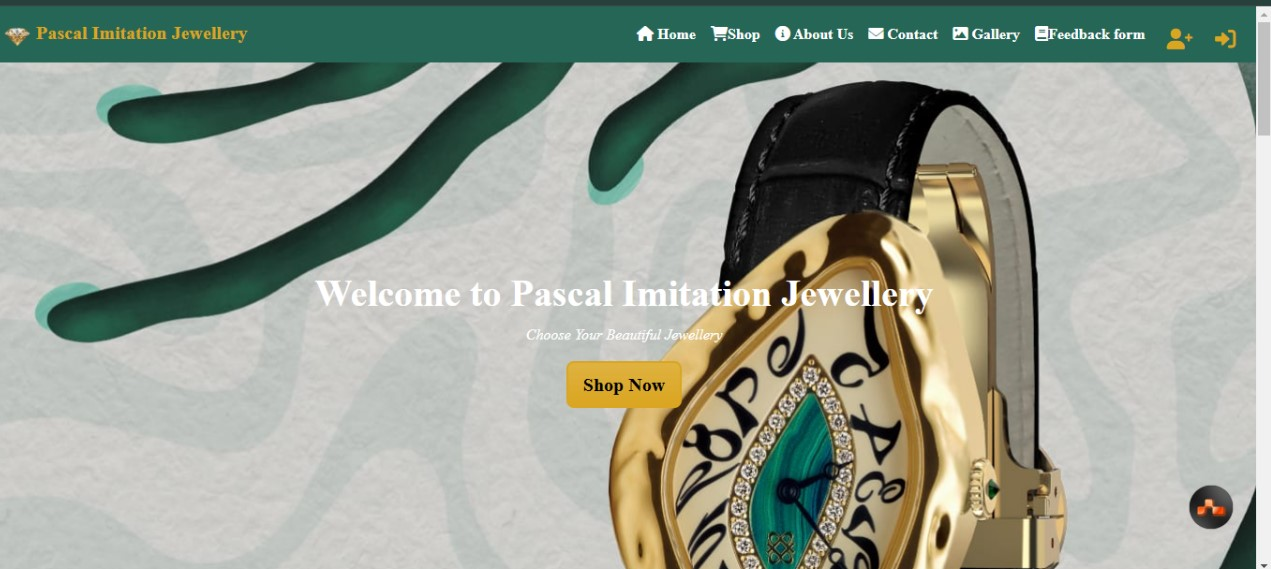 Pascal Imitation Jewellery
Home Shop About Us Contact Gallery Feedback form
Welcome to Pascal Imitation Jewellery
Choose Your Beautiful Jewellery
Shop Now